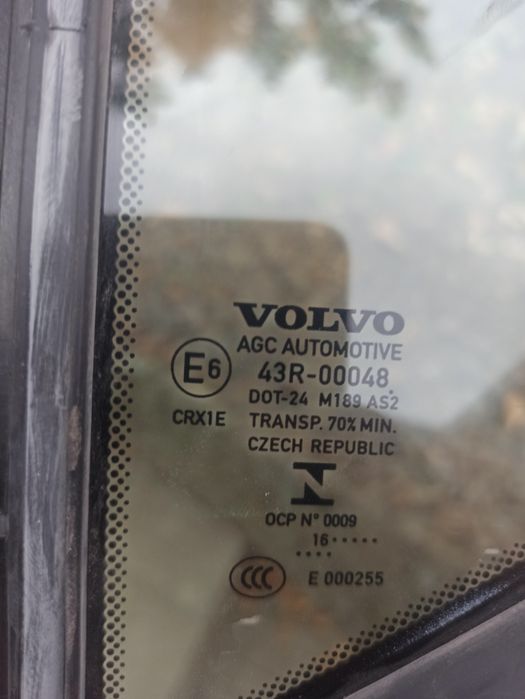 VOLVO
AGC AUTOMOTIVE
E6 43R-00048
DOT-24 M189 AS2
CRX1E TRANSP. 70% MIN.
CZECH REPUBLIC
N
OCP N° 0009
16 •••••
••••
CCC E 000255